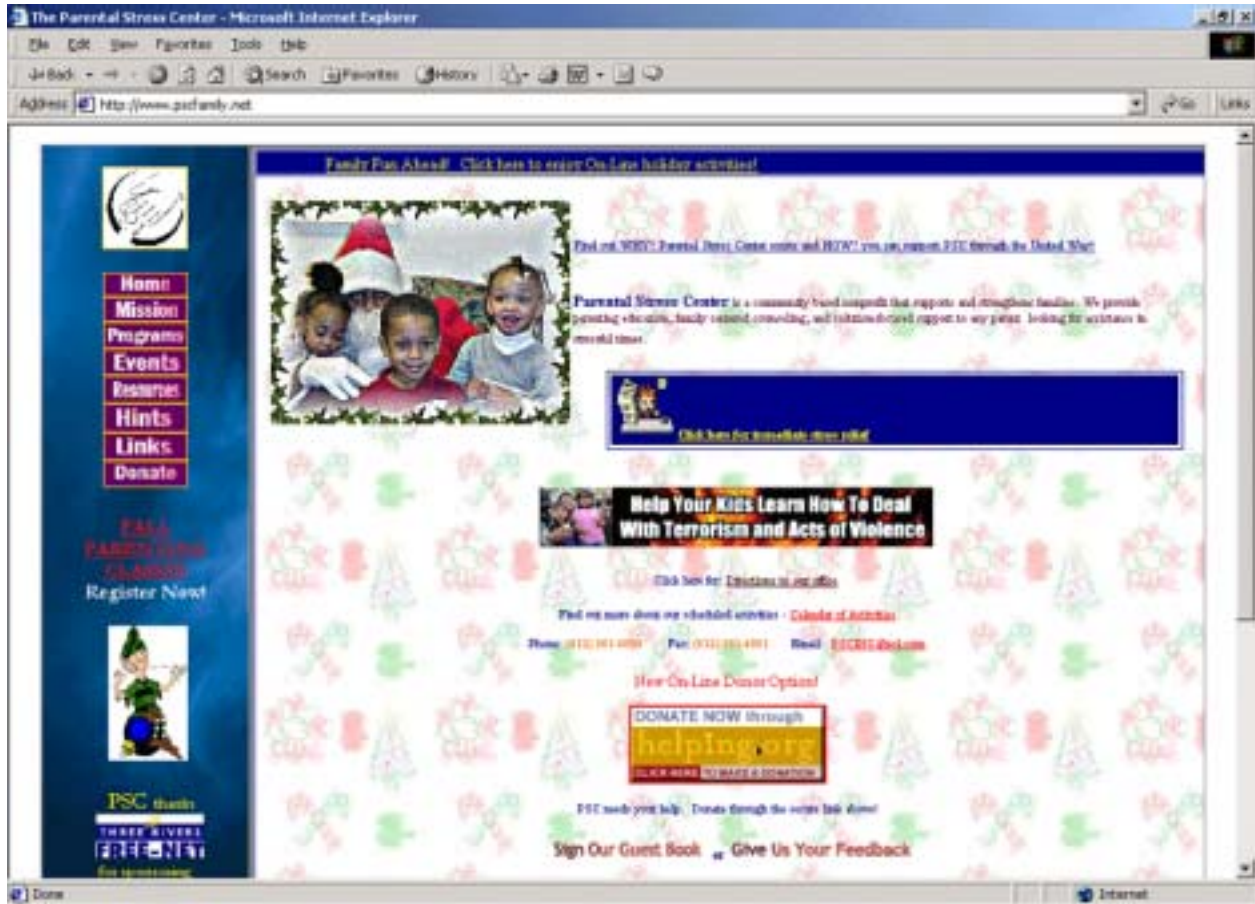 The Parental Stress Center - Microsoft Internet Explorer
File Edit View Favorites Tools Help
Back Search Favorites History
Address http://www.pscfamily.net Go Links
Family Fun Ahead! Click here to enjoy On-Line holiday activities!
Find out WHY? Parental Stress Center exists and HOW? you can support PSC through the United Way!
Parental Stress Center is a community based nonprofit that supports and strengthens families. We provide
parenting education, family centered counseling, and support to any parent looking for assistance in
stressful times.
Click here for immediate stress relief
Help Your Kids Learn How To Deal
With Terrorism and Acts of Violence
Click here for: Directions to our office
Find out more about our scheduled activities - Calendar of Activities
Phone: Fax: Email:
New On-Line Donor Option!
DONATE NOW through
helping.org
CLICK HERE TO MAKE A DONATION
PSC needs your help. Donate through the secure link above!
Sign Our Guest Book or Give Us Your Feedback
Home
Mission
Programs
Events
Resources
Hints
Links
Donate
FALL
PARENTING
CLASSES
Register Now!
PSC thanks
THREE RIVERS
FREE-NET
for sponsoring
Done Internet